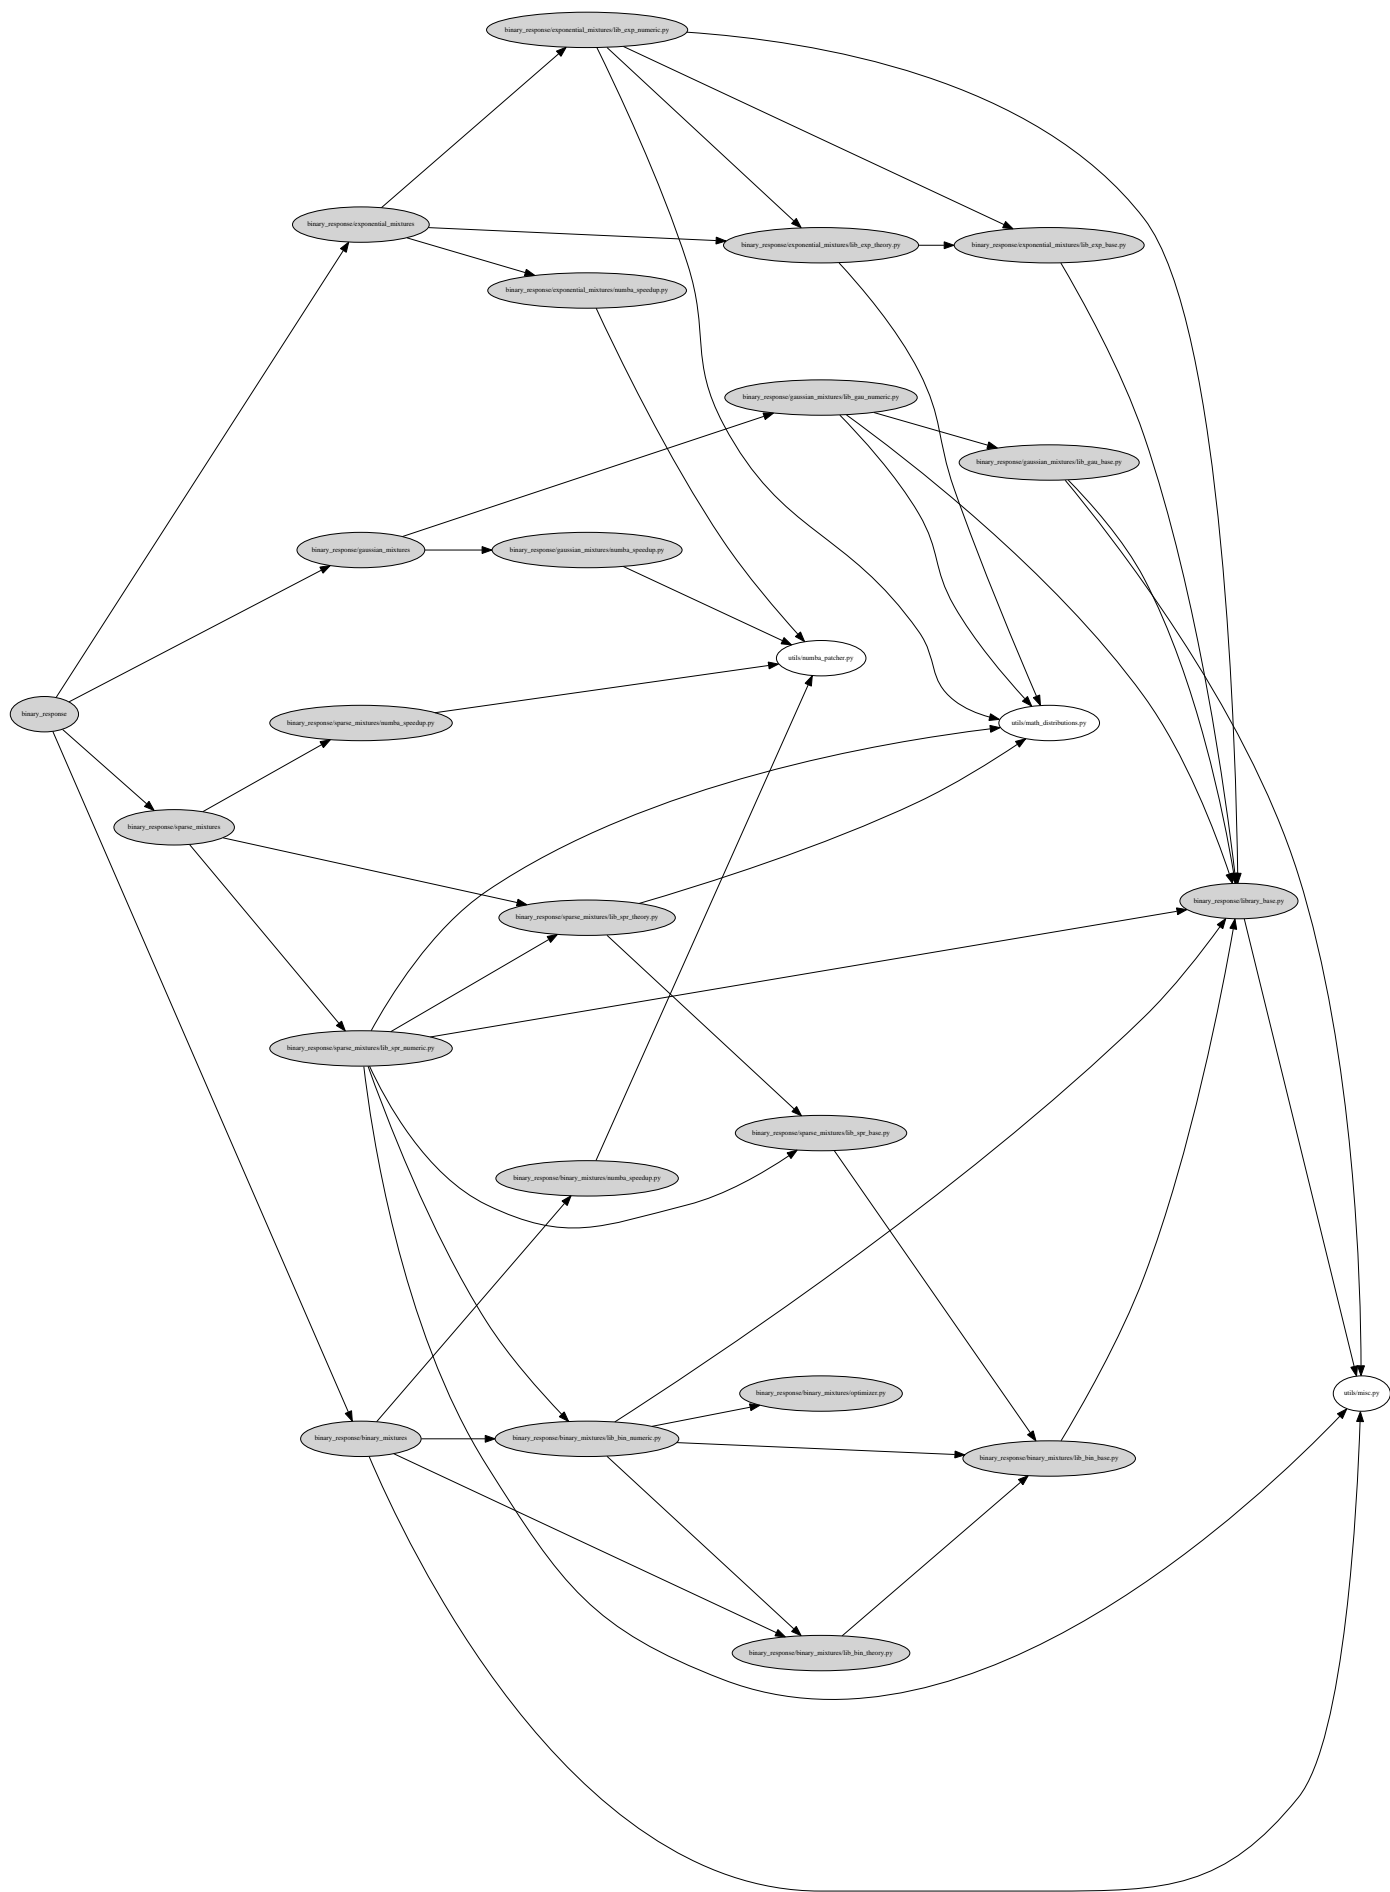 binary_response/exponential_mixtures/lib_exp_numeric.py
binary_response/exponential_mixtures
binary_response/exponential_mixtures/lib_exp_theory.py
binary_response/exponential_mixtures/lib_exp_base.py
binary_response/exponential_mixtures/numba_speedup.py
binary_response/gaussian_mixtures/lib_gau_numeric.py
binary_response/gaussian_mixtures/lib_gau_base.py
binary_response/gaussian_mixtures
binary_response/gaussian_mixtures/numba_speedup.py
utils/numba_patcher.py
binary_response
binary_response/sparse_mixtures/numba_speedup.py
utils/math_distributions.py
binary_response/sparse_mixtures
binary_response/library_base.py
binary_response/sparse_mixtures/lib_spr_theory.py
binary_response/sparse_mixtures/lib_spr_numeric.py
binary_response/sparse_mixtures/lib_spr_base.py
binary_response/binary_mixtures/numba_speedup.py
binary_response/binary_mixtures/optimizer.py
utils/misc.py
binary_response/binary_mixtures
binary_response/binary_mixtures/lib_bin_numeric.py
binary_response/binary_mixtures/lib_bin_base.py
binary_response/binary_mixtures/lib_bin_theory.py